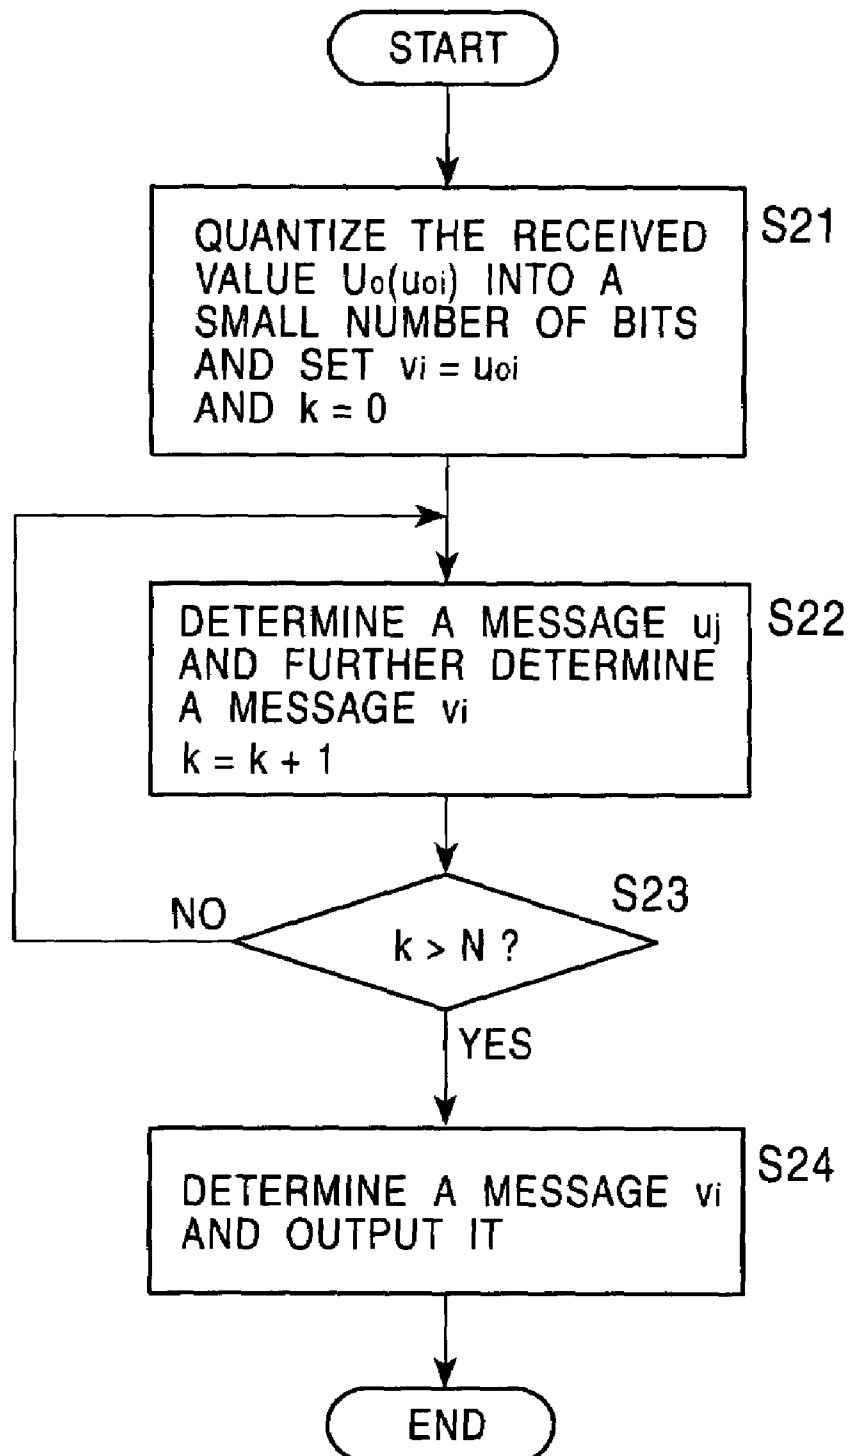 START
S21
QUANTIZE THE RECEIVED
VALUE Uo(uoi) INTO A
SMALL NUMBER OF BITS
AND SET vi = uoi
AND k = 0
S22
DETERMINE A MESSAGE uj
AND FURTHER DETERMINE
A MESSAGE vi
k = k + 1
S23
NO
k > N ?
YES
S24
DETERMINE A MESSAGE vi
AND OUTPUT IT
END